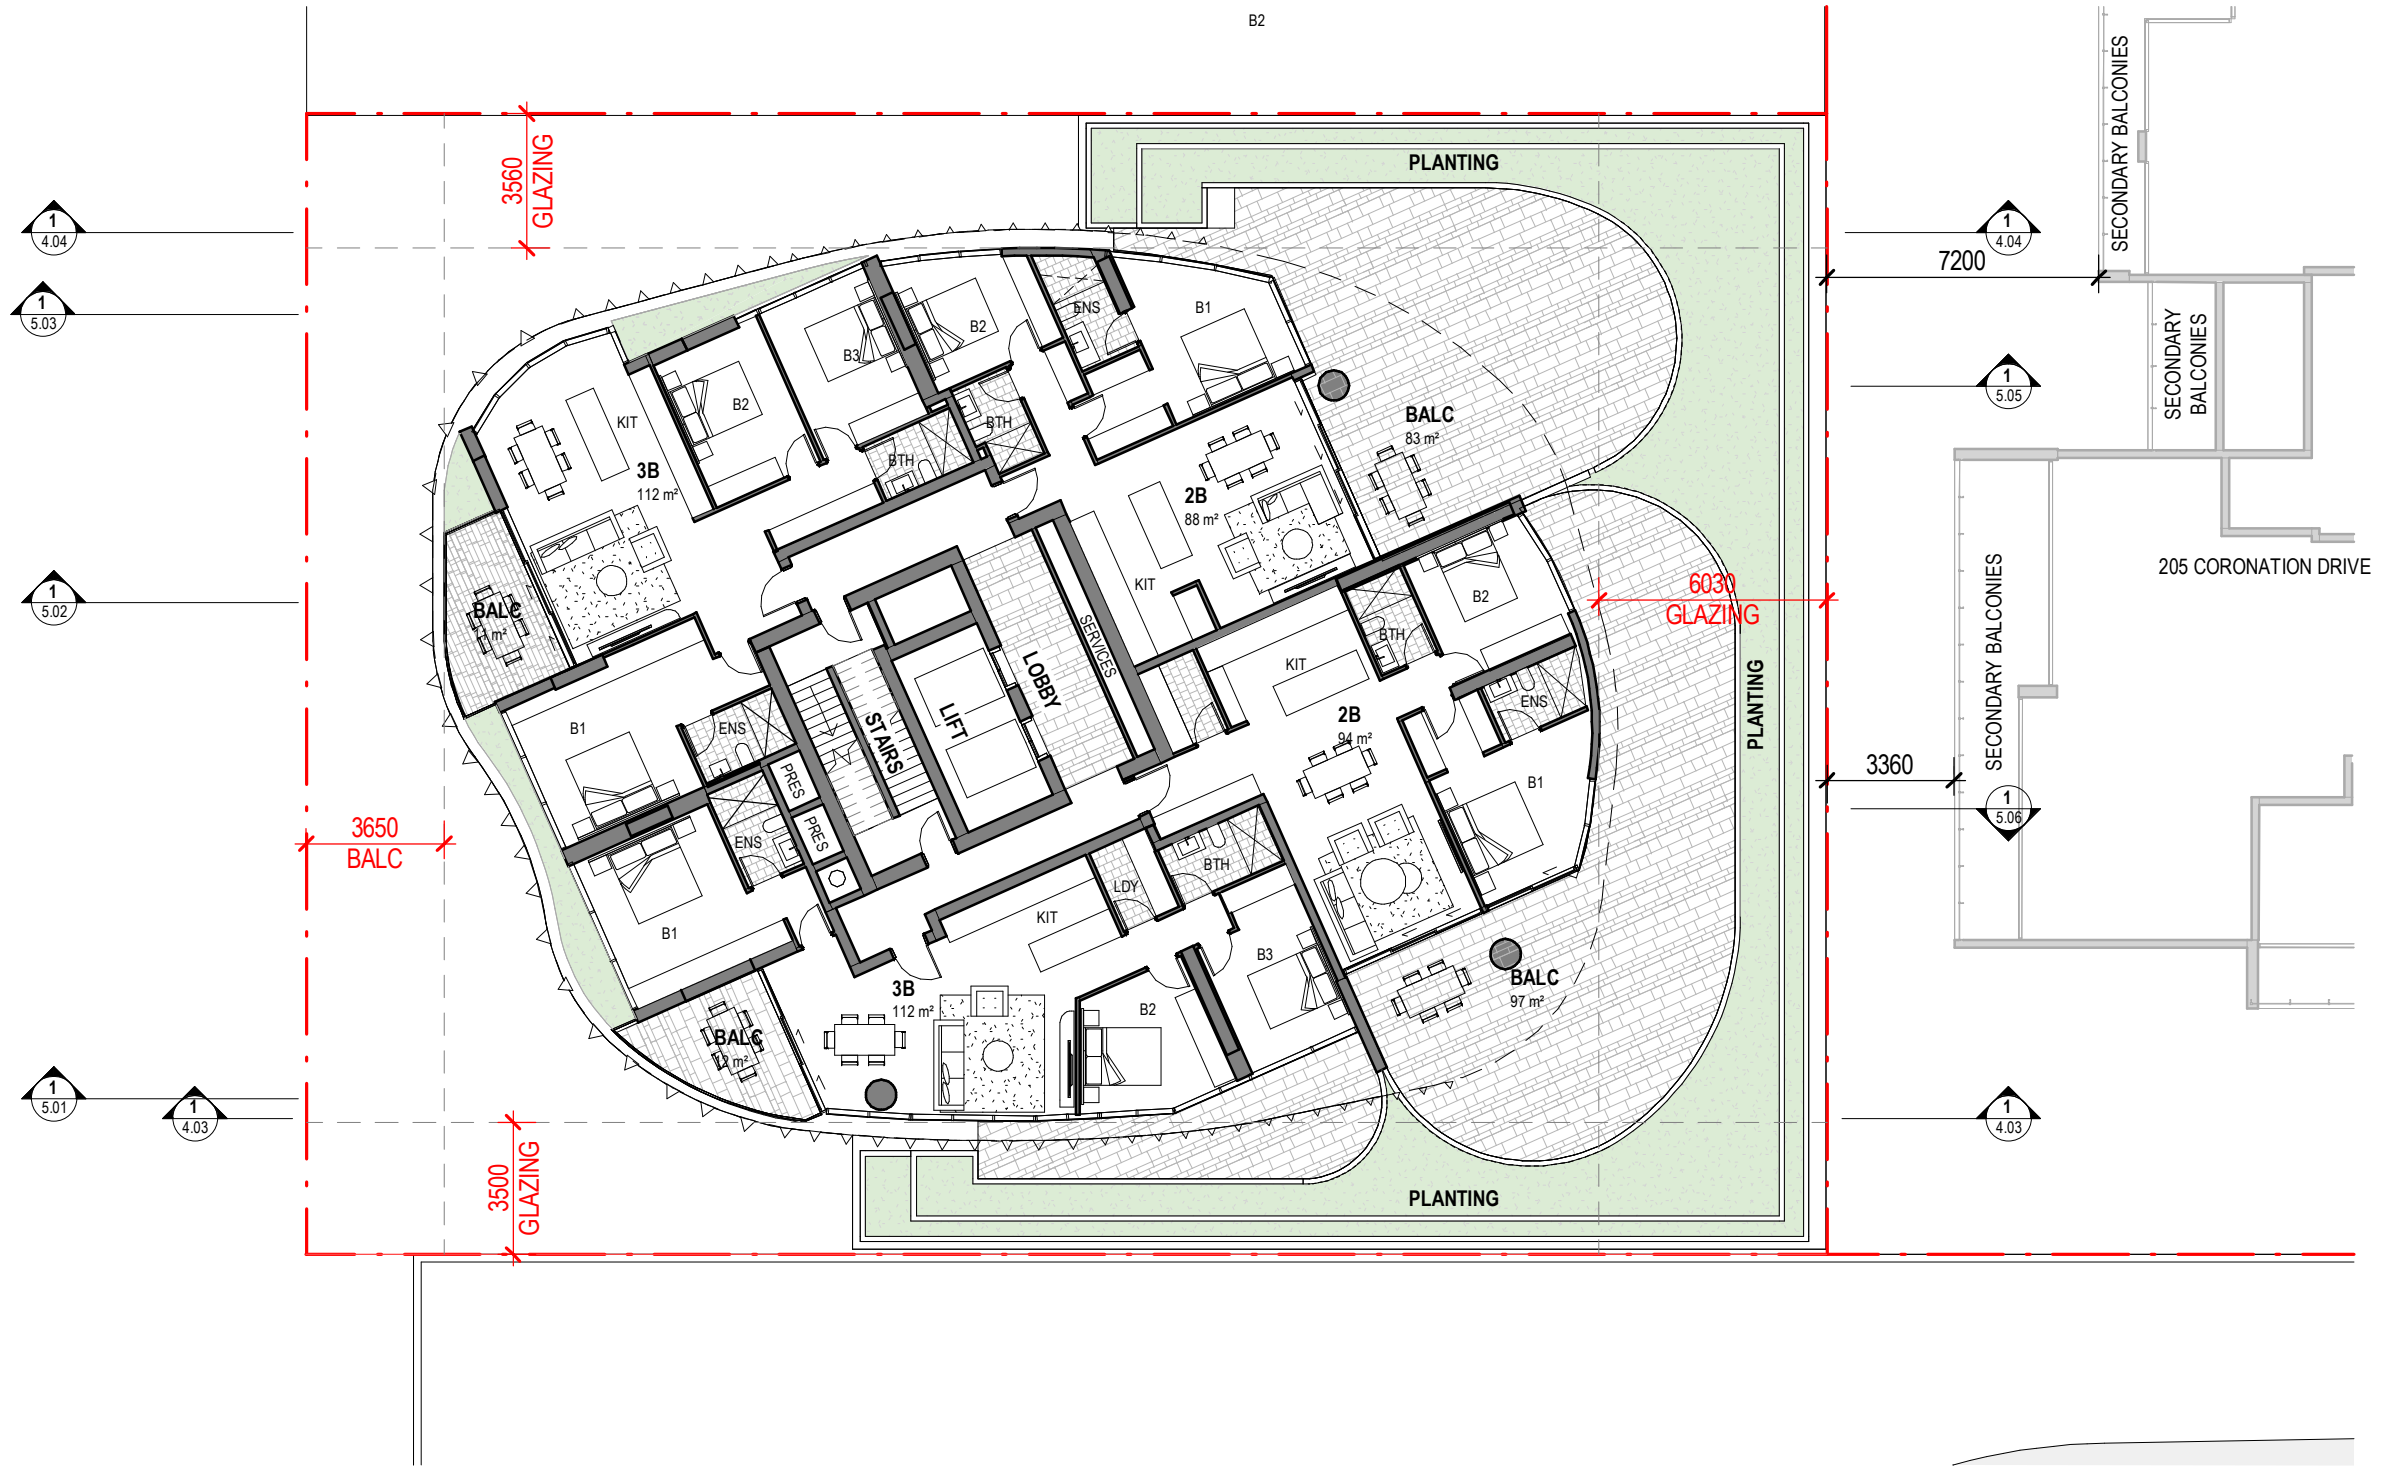 B2
SECONDARY BALCONIES
3560
GLAZING
PLANTING
1
4.04
1
4.04
7200
1
5.03
ENS
B1
B2
B3
SECONDARY
BALCONIES
1
5.05
B2
KIT
BTH
BALC
83 m²
BTH
3B
112 m²
2B
88 m²
SECONDARY BALCONIES
205 CORONATION DRIVE
KIT
6030
GLAZING
B2
1
5.02
BALC
11 m²
SERVICES
BTH
KIT
LOBBY
PLANTING
ENS
B1
ENS
STAIRS
LIFT
2B
94 m²
3360
PRES
B1
1
5.06
3650
BALC
PRES
ENS
BTH
LDY
KIT
B1
B3
3B
112 m²
BALC
97 m²
B2
BALC
12 m²
1
5.01
1
4.03
1
4.03
3500
GLAZING
PLANTING